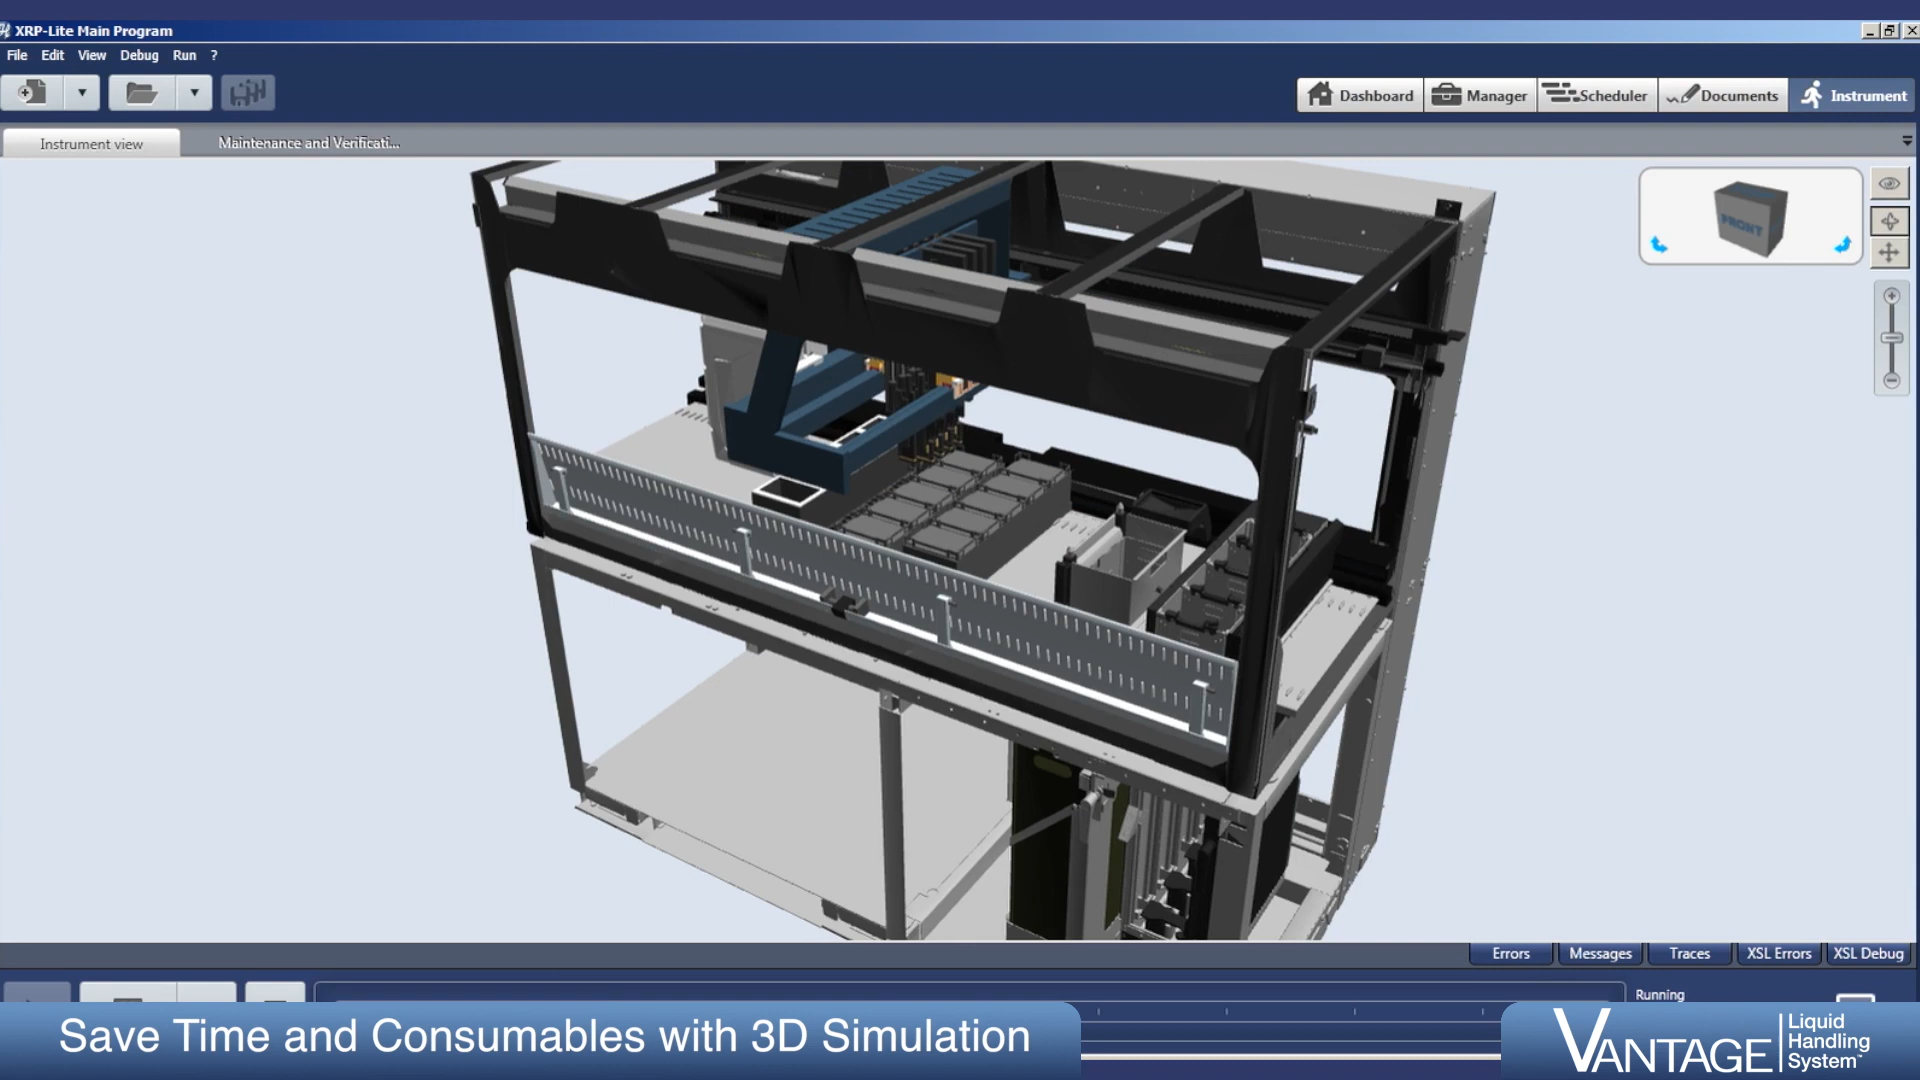 XRP-Lite Main Program
File Edit View Debug Run ?
Dashboard Manager Scheduler Documents Instrument
Instrument view Maintenance and Verificati...
FRONT
Errors Messages Traces XSL Errors XSL Debug
Running
Save Time and Consumables with 3D Simulation
VANTAGE
Liquid
Handling
System™